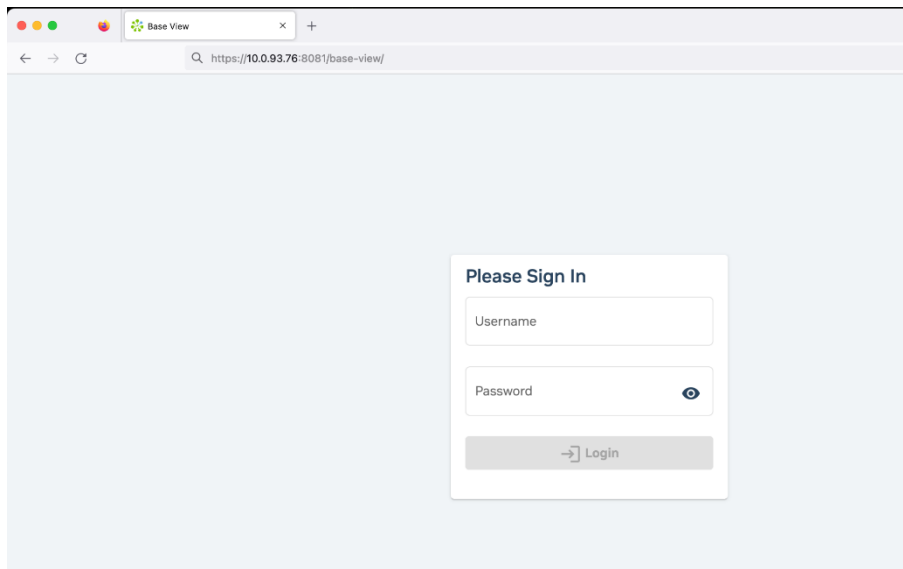 Base View
https://10.0.93.76:8081/base-view/
Please Sign In
Username
Password
Login